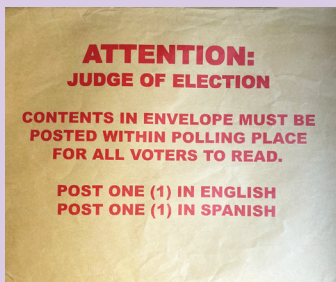 ATTENTION:
JUDGE OF ELECTION
CONTENTS IN ENVELOPE MUST BE
POSTED WITHIN POLLING PLACE
FOR ALL VOTERS TO READ.
POST ONE (1) IN ENGLISH
POST ONE (1) IN SPANISH